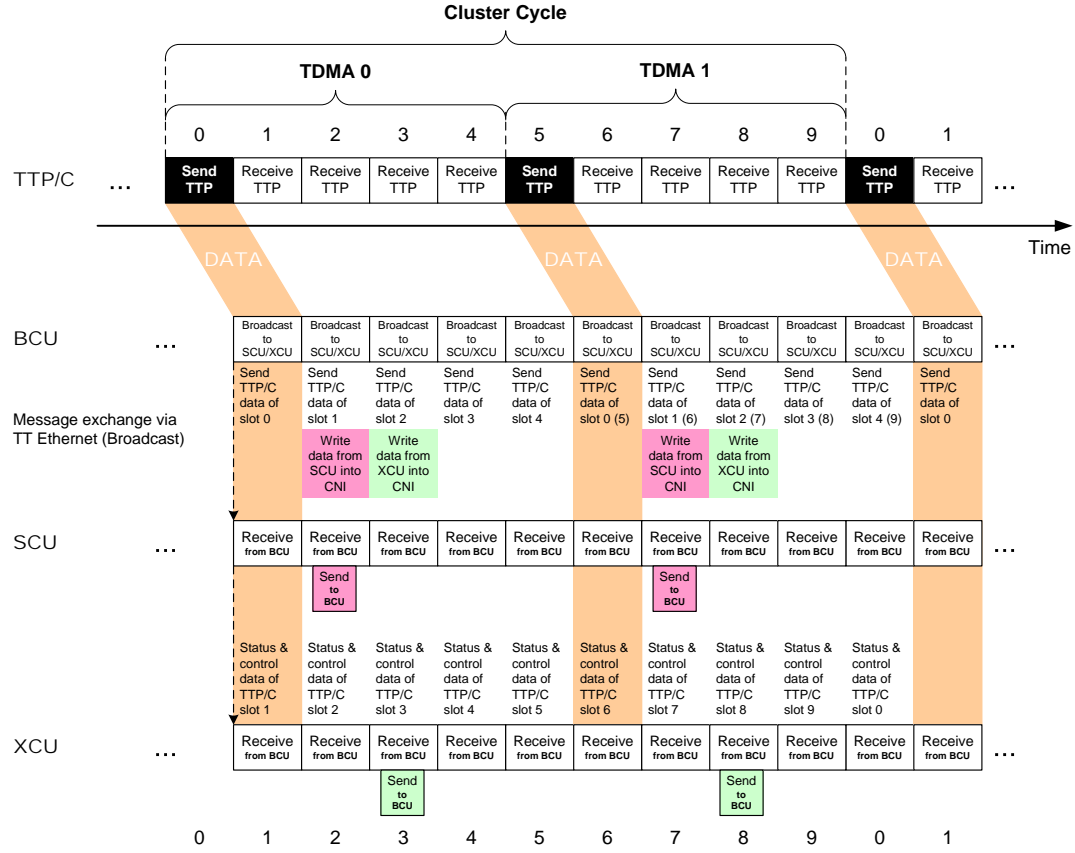 Cluster Cycle
TDMA 0 TDMA 1
0 1 2 3 4 5 6 7 8 9 0 1
TTP/C ... Send TTP Receive TTP Receive TTP Receive TTP Receive TTP Send TTP Receive TTP Receive TTP Receive TTP Receive TTP Send TTP Receive TTP ...
Time
DATA DATA DATA
BCU ... Broadcast to SCU/XCU Broadcast to SCU/XCU Broadcast to SCU/XCU Broadcast to SCU/XCU Broadcast to SCU/XCU Broadcast to SCU/XCU Broadcast to SCU/XCU Broadcast to SCU/XCU Broadcast to SCU/XCU Broadcast to SCU/XCU Broadcast to SCU/XCU ...
Message exchange via
TT Ethernet (Broadcast)
Send TTP/C data of slot 0
Send TTP/C data of slot 1
Send TTP/C data of slot 2
Send TTP/C data of slot 3
Send TTP/C data of slot 4
Send TTP/C data of slot 0 (5)
Send TTP/C data of slot 1 (6)
Send TTP/C data of slot 2 (7)
Send TTP/C data of slot 3 (8)
Send TTP/C data of slot 4 (9)
Send TTP/C data of slot 0
Write data from SCU into CNI
Write data from XCU into CNI
Write data from SCU into CNI
Write data from XCU into CNI
SCU ... Receive from BCU Receive from BCU Receive from BCU Receive from BCU Receive from BCU Receive from BCU Receive from BCU Receive from BCU Receive from BCU Receive from BCU Receive from BCU ...
Send to BCU
Send to BCU
Status & control data of TTP/C slot 1
Status & control data of TTP/C slot 2
Status & control data of TTP/C slot 3
Status & control data of TTP/C slot 4
Status & control data of TTP/C slot 5
Status & control data of TTP/C slot 6
Status & control data of TTP/C slot 7
Status & control data of TTP/C slot 8
Status & control data of TTP/C slot 9
Status & control data of TTP/C slot 0
XCU ... Receive from BCU Receive from BCU Receive from BCU Receive from BCU Receive from BCU Receive from BCU Receive from BCU Receive from BCU Receive from BCU Receive from BCU Receive from BCU ...
Send to BCU
Send to BCU
0 1 2 3 4 5 6 7 8 9 0 1